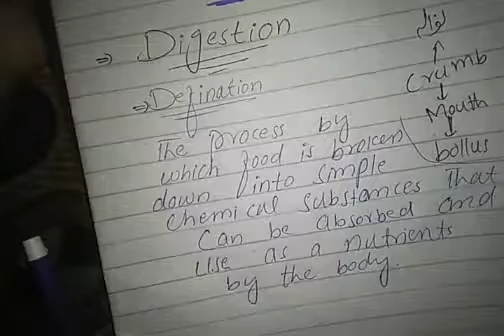 ⇒ Digestion
⇒ Defination
The process by
which food is broken
down into simple
chemical substances that
can be absorbed and
use as a nutrients
by the body.
نوالہ
↑
Crumb
↓
Mouth
↓
bollus